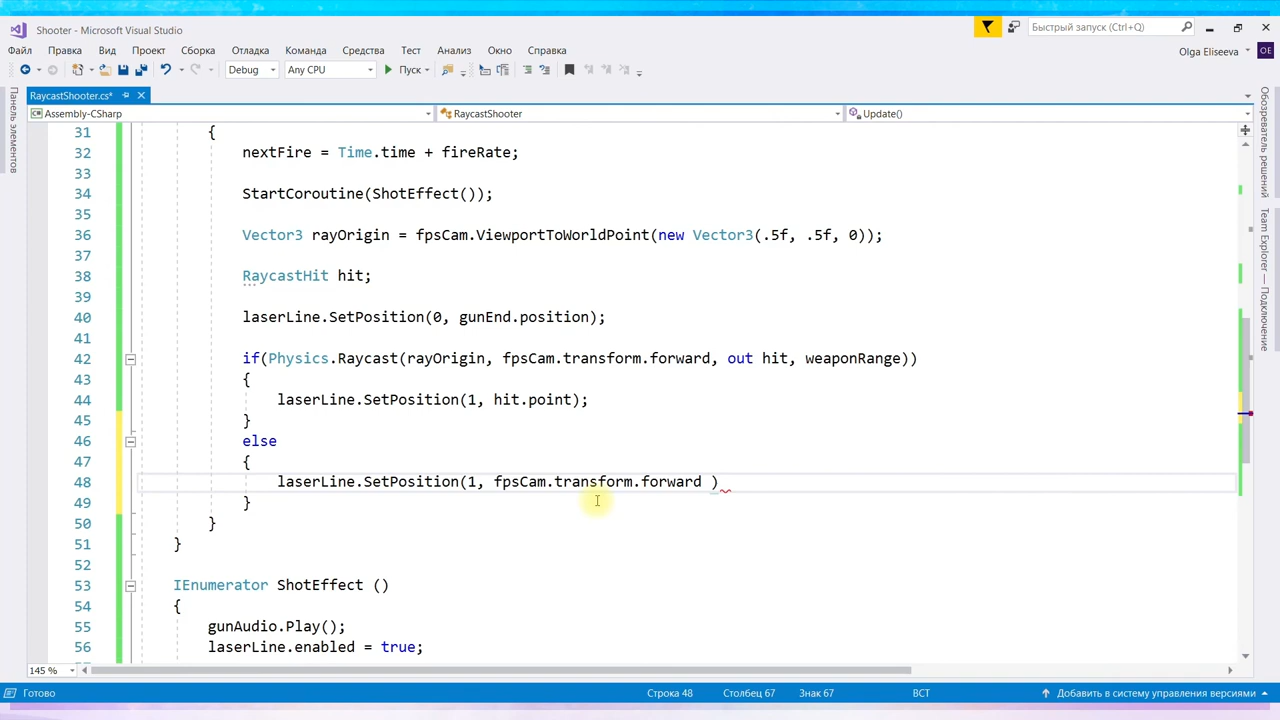 Shooter - Microsoft Visual Studio
Быстрый запуск (Ctrl+Q)
Файл Правка Вид Проект Сборка Отладка Команда Средства Тест Анализ Окно Справка
Olga Eliseeva OE
Debug Any CPU Пуск
Панель элементов
RaycastShooter.cs*
Assembly-CSharp RaycastShooter Update()
31 {
32 nextFire = Time.time + fireRate;
33
34 StartCoroutine(ShotEffect());
35
36 Vector3 rayOrigin = fpsCam.ViewportToWorldPoint(new Vector3(.5f, .5f, 0));
37
38 RaycastHit hit;
39
40 laserLine.SetPosition(0, gunEnd.position);
41
42 if(Physics.Raycast(rayOrigin, fpsCam.transform.forward, out hit, weaponRange))
43 {
44 laserLine.SetPosition(1, hit.point);
45 }
46 else
47 {
48 laserLine.SetPosition(1, fpsCam.transform.forward )
49 }
50 }
51 }
52
53 IEnumerator ShotEffect ()
54 {
55 gunAudio.Play();
56 laserLine.enabled = true;
Обозреватель решений
Team Explorer — Подключение
145 %
Готово Строка 48 Столбец 67 Знак 67 ВСТ Добавить в систему управления версиями